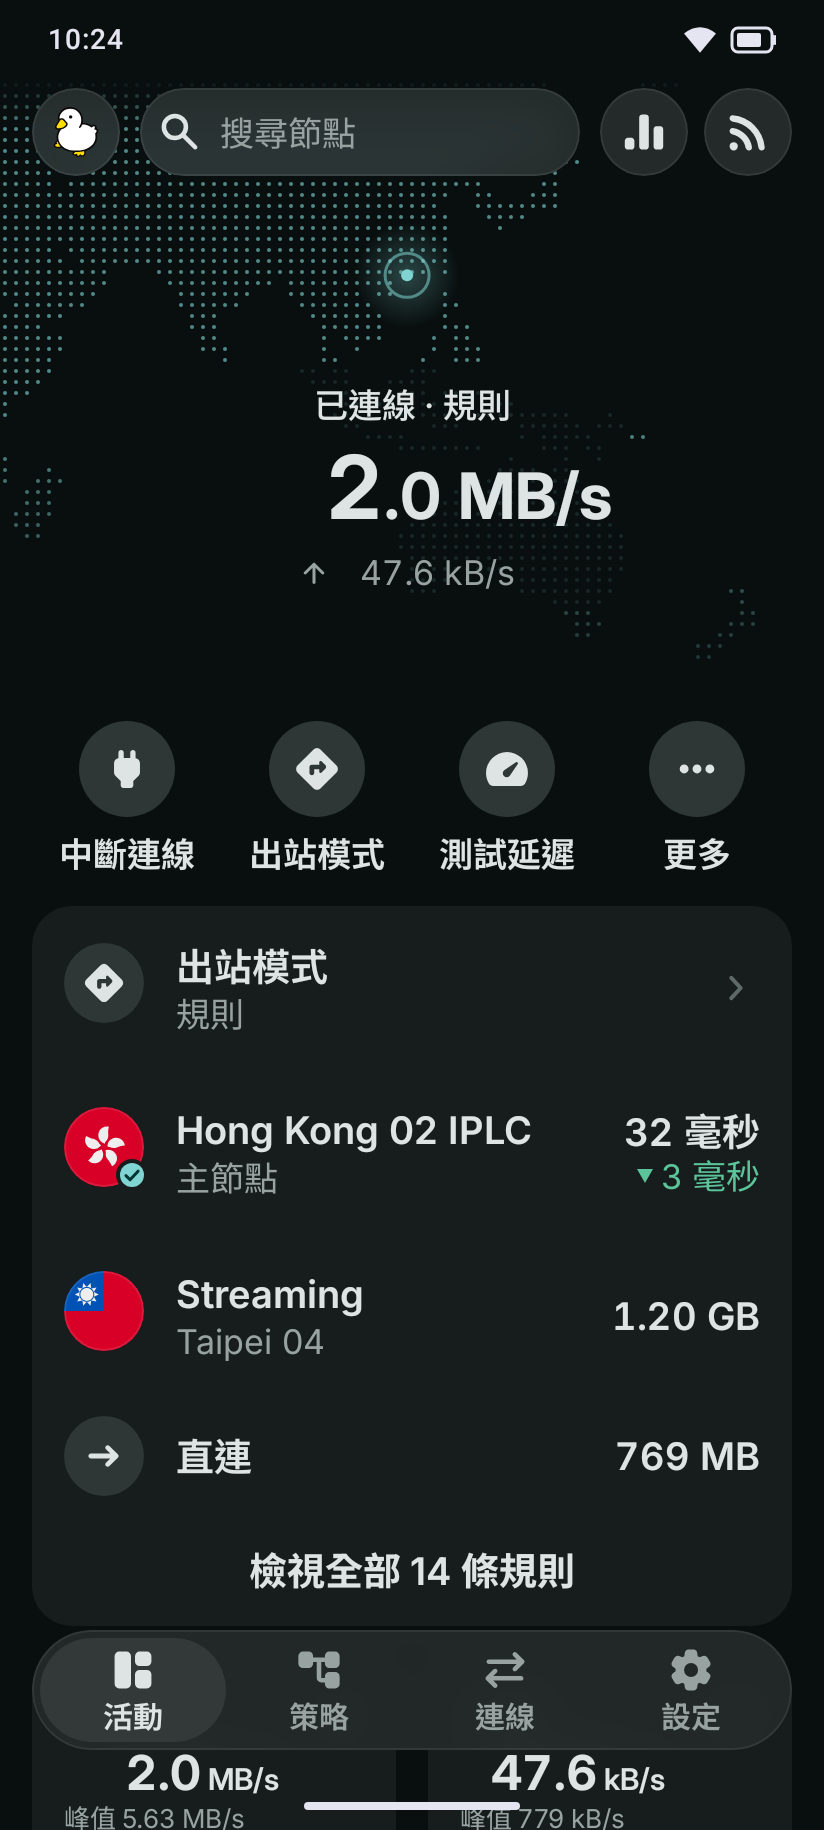 10:24
搜尋節點
已連線 · 規則
2.0 MB/s
↑ 47.6 kB/s
中斷連線
出站模式
測試延遲
更多
出站模式
規則
Hong Kong 02 IPLC
32 毫秒
主節點
▼3 毫秒
Streaming
1.20 GB
Taipei 04
直連
769 MB
檢視全部 14 條規則
活動
策略
連線
設定
2.0 MB/s
47.6 kB/s
峰值 5.63 MB/s
峰值 779 kB/s